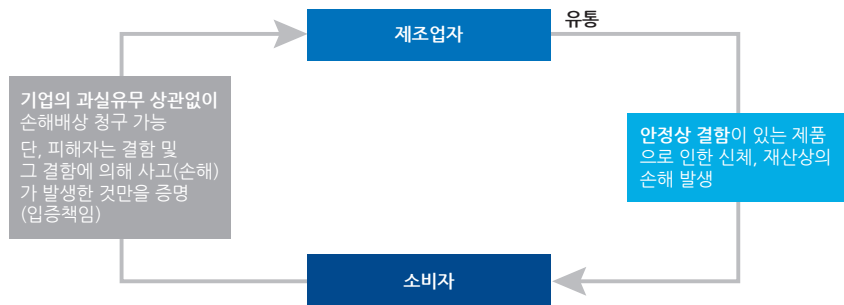 제조업자
유통
기업의 과실유무 상관없이
손해배상 청구 가능
단, 피해자는 결함 및
그 결함에 의해 사고(손해)
가 발생한 것만을 증명
(입증책임)
안정상 결함이 있는 제품
으로 인한 신체, 재산상의
손해 발생
소비자